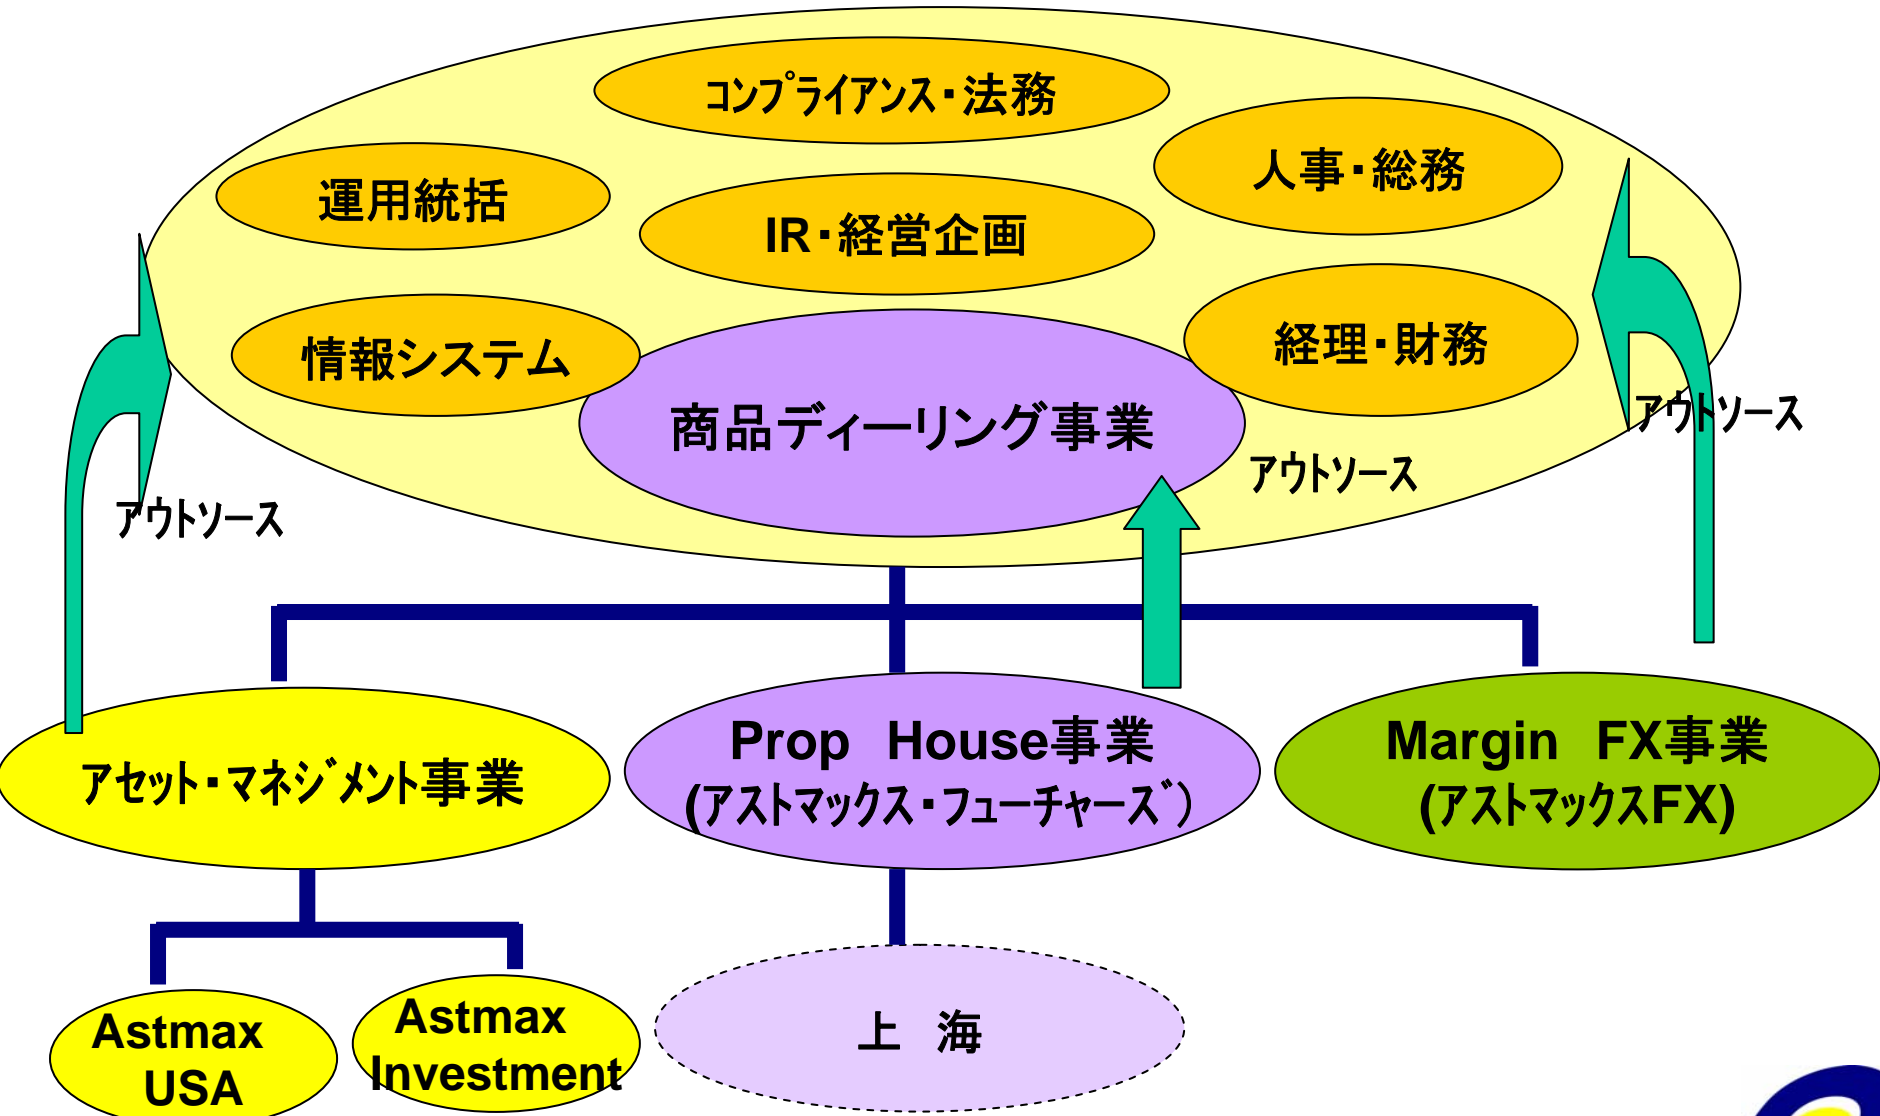 コンプライアンス・法務
人事・総務
運用統括
IR・経営企画
情報システム
経理・財務
商品ディーリング事業
アウトソース
アウトソース
アウトソース
アセット・マネジメント事業
Prop House事業
(アストマックス・フューチャーズ)
Margin FX事業
(アストマックスFX)
Astmax
USA
Astmax
Investment
上 海